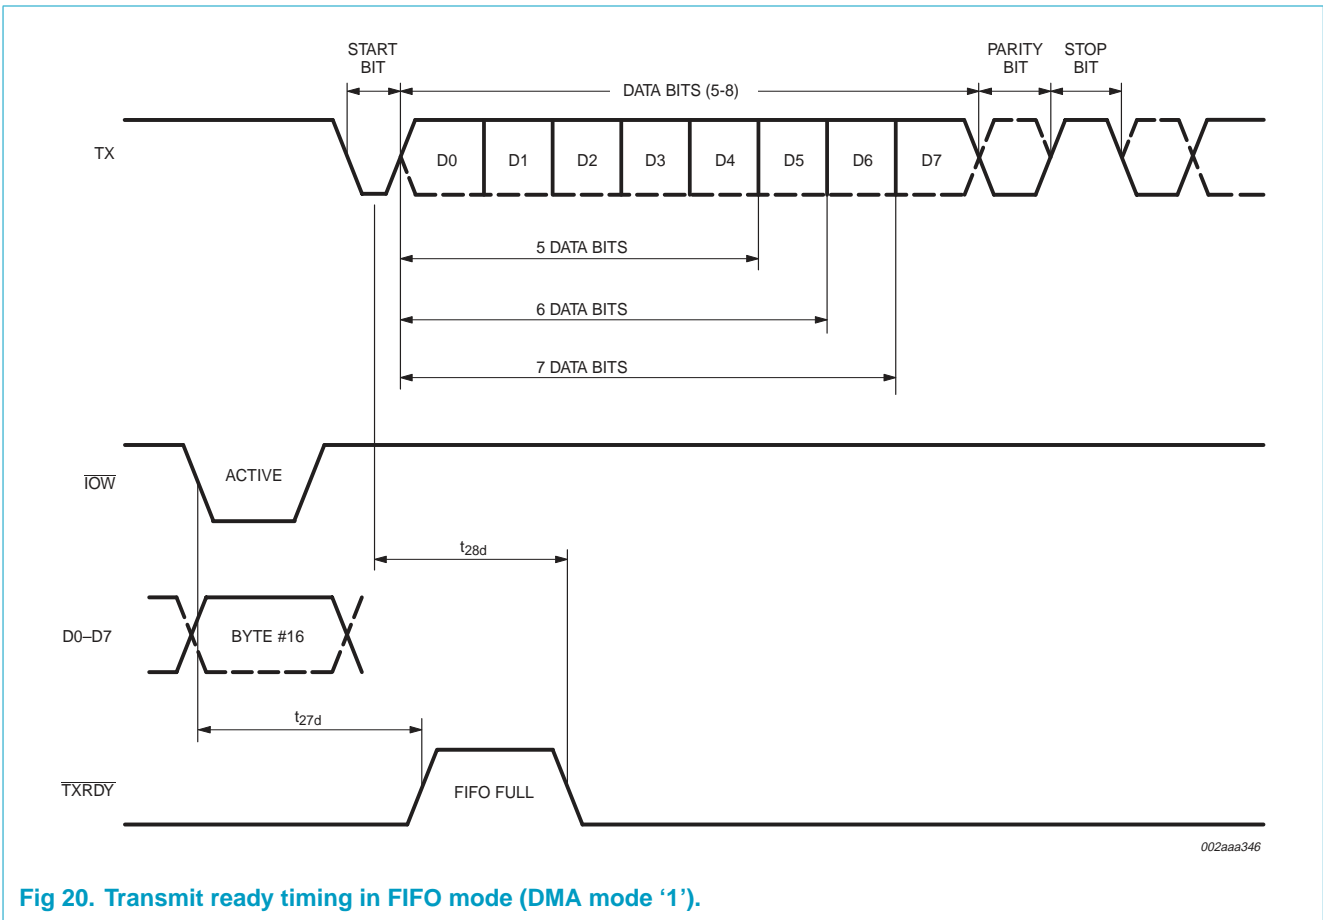 START
BIT
DATA BITS (5-8)
PARITY
BIT
STOP
BIT
TX
D0
D1
D2
D3
D4
D5
D6
D7
5 DATA BITS
6 DATA BITS
7 DATA BITS
IOW
ACTIVE
t28d
D0–D7
BYTE #16
t27d
TXRDY
FIFO FULL
002aaa346
Fig 20. Transmit ready timing in FIFO mode (DMA mode ‘1’).